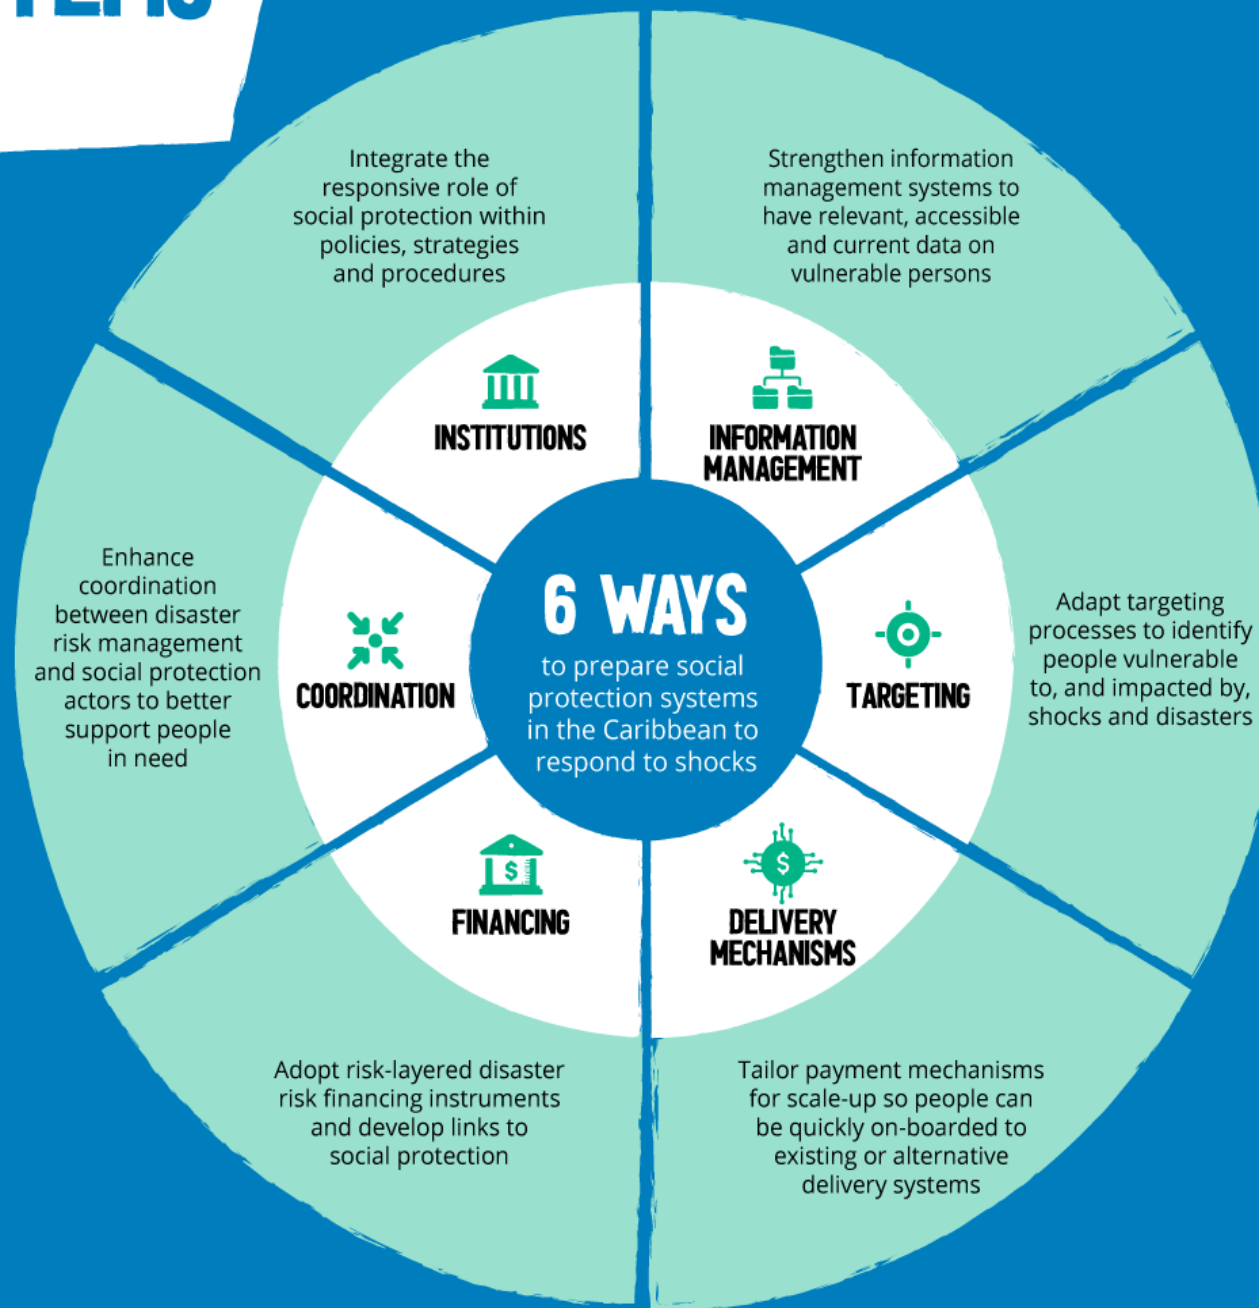 6 WAYS
to prepare social
protection systems
in the Caribbean to
respond to shocks
INSTITUTIONS
Integrate the
responsive role of
social protection within
policies, strategies
and procedures
INFORMATION
MANAGEMENT
Strengthen information
management systems to
have relevant, accessible
and current data on
vulnerable persons
TARGETING
Adapt targeting
processes to identify
people vulnerable
to, and impacted by,
shocks and disasters
DELIVERY
MECHANISMS
$
Tailor payment mechanisms
for scale-up so people can
be quickly on-boarded to
existing or alternative
delivery systems
FINANCING
$
Adopt risk-layered disaster
risk financing instruments
and develop links to
social protection
COORDINATION
Enhance
coordination
between disaster
risk management
and social protection
actors to better
support people
in need